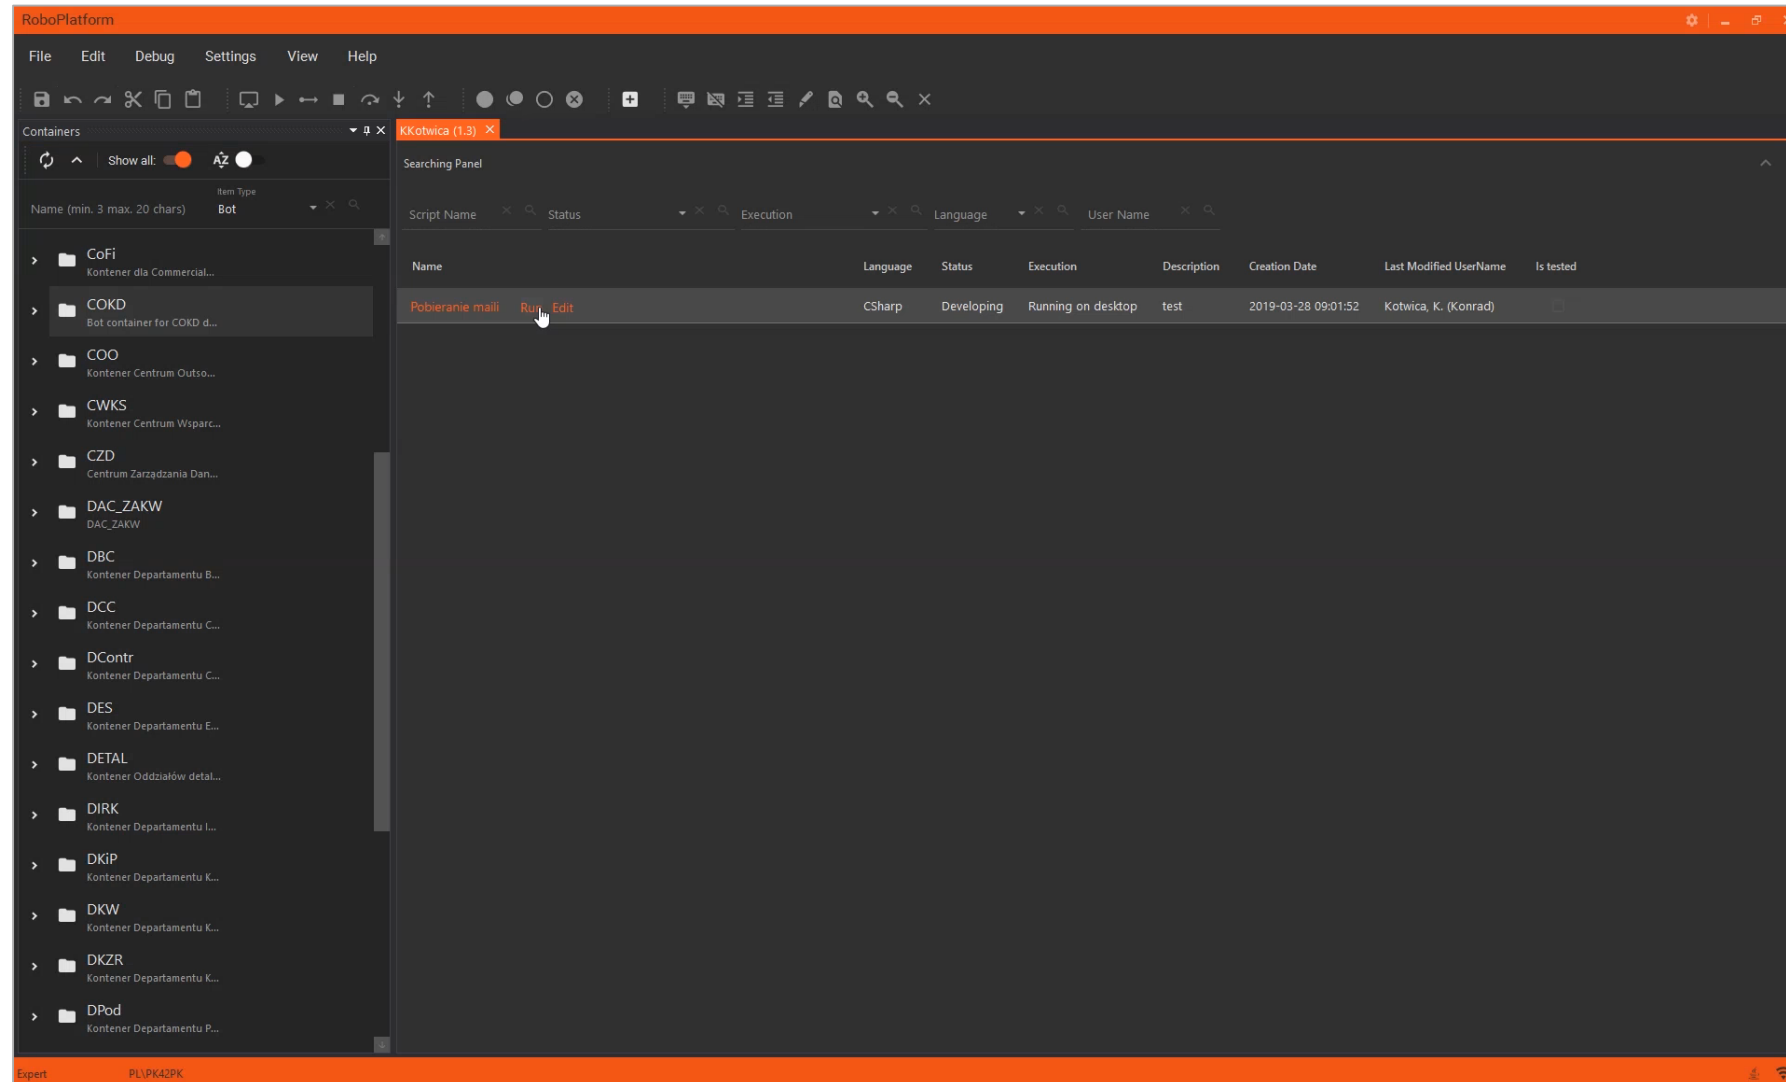 RoboPlatform
File Edit Debug Settings View Help
Containers
KKotwica (1.3)
Show all:
AZ
Searching Panel
Item Type
Name (min. 3 max. 20 chars) Bot
Script Name Status Execution Language User Name
Name Language Status Execution Description Creation Date Last Modified UserName Is tested
Pobieranie maili Run Edit CSharp Developing Running on desktop test 2019-03-28 09:01:52 Kotwica, K. (Konrad)
CoFi
Kontener dla Commercial...
COKD
Bot container for COKD d...
COO
Kontener Centrum Outso...
CWKS
Kontener Centrum Wsparc...
CZD
Centrum Zarządzania Dan...
DAC_ZAKW
DAC_ZAKW
DBC
Kontener Departamentu B...
DCC
Kontener Departamentu C...
DContr
Kontener Departamentu C...
DES
Kontener Departamentu E...
DETAL
Kontener Oddziałów detal...
DIRK
Kontener Departamentu I...
DKiP
Kontener Departamentu K...
DKW
Kontener Departamentu K...
DKZR
Kontener Departamentu K...
DPod
Kontener Departamentu P...
Expert PL\PK42PK